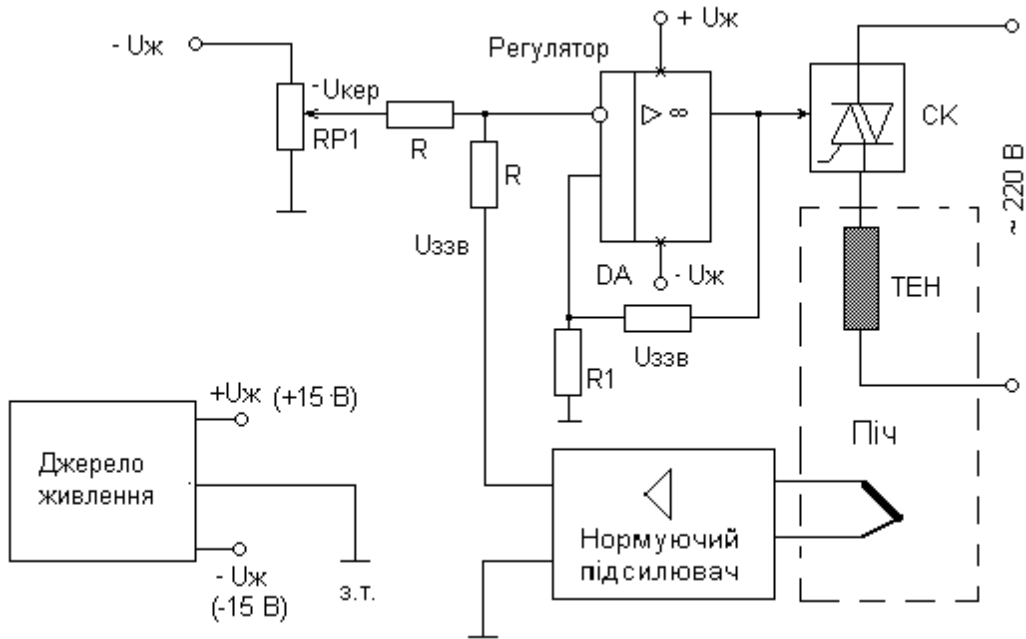 - Uж
Регулятор
+ Uж
-Uкер
RP1
R
R
∞
СК
~ 220 В
Uззв
DA
- Uж
ТЕН
Uззв
R1
+Uж (+15 В)
Піч
Джерело
живлення
- Uж
(-15 В)
з.т.
Нормуючий
підсилювач